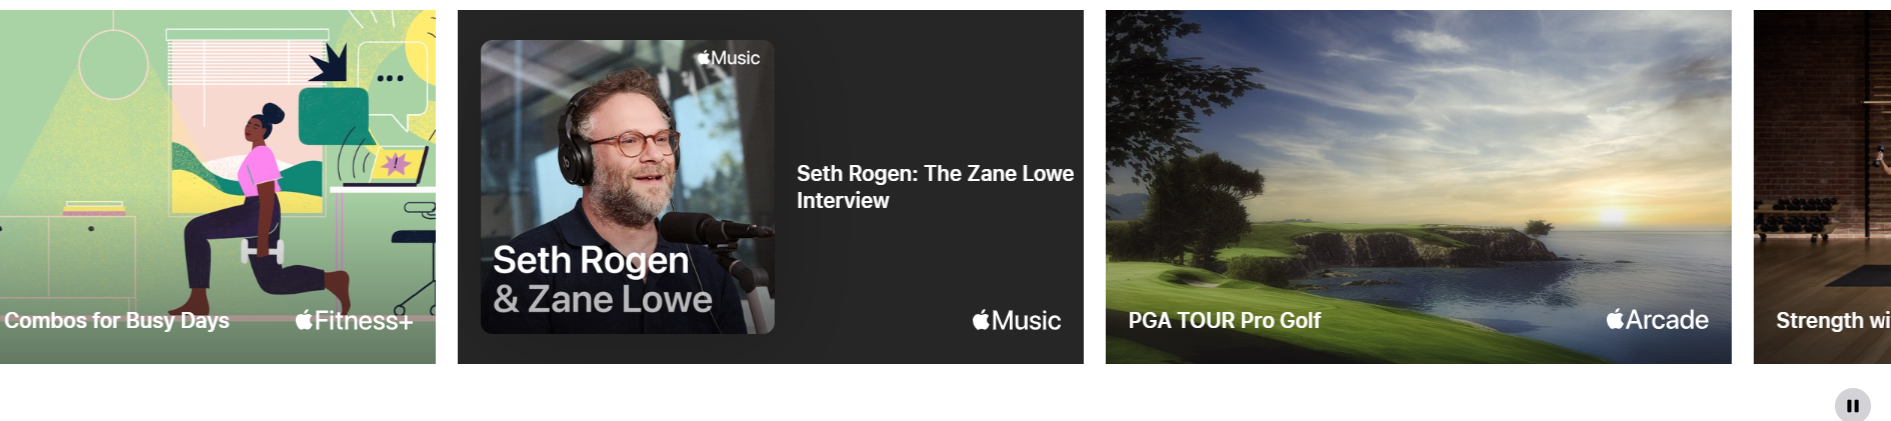 Combos for Busy Days
Fitness+
Music
Seth Rogen
& Zane Lowe
Seth Rogen: The Zane Lowe
Interview
Music
PGA TOUR Pro Golf
Arcade
Strength wi
...
!